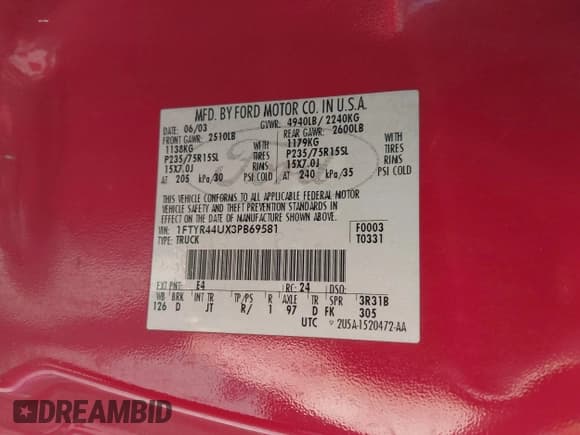 MFD. BY FORD MOTOR CO. IN U.S.A.
DATE: 06/03 GVWR: 4940LB/ 2240KG
FRONT GAWR: 2510LB REAR GAWR: 2600LB
1138KG WITH 1179KG WITH
P235/75R15SL TIRES P235/75R15SL TIRES
15X7.0J RIMS 15X7.0J RIMS
AT 205 kPa/30 PSI COLD AT 240 kPa/35 PSI COLD
THIS VEHICLE CONFORMS TO ALL APPLICABLE FEDERAL MOTOR
VEHICLE SAFETY AND THEFT PREVENTION STANDARDS IN EFFECT
ON THE DATE OF MANUFACTURE SHOWN ABOVE.
VIN: 1FTYR44UX3PB69581 F0003
TYPE: TRUCK T0331
EXT PNT: E4 RC: 24 DSO:
WB BRK INT TR TP/PS R AXLE TR SPR 3R31B
126 D JT R/ 1 97 D FK 305
UTC 2U5A-1520472-AA
Ford
DREAMBID